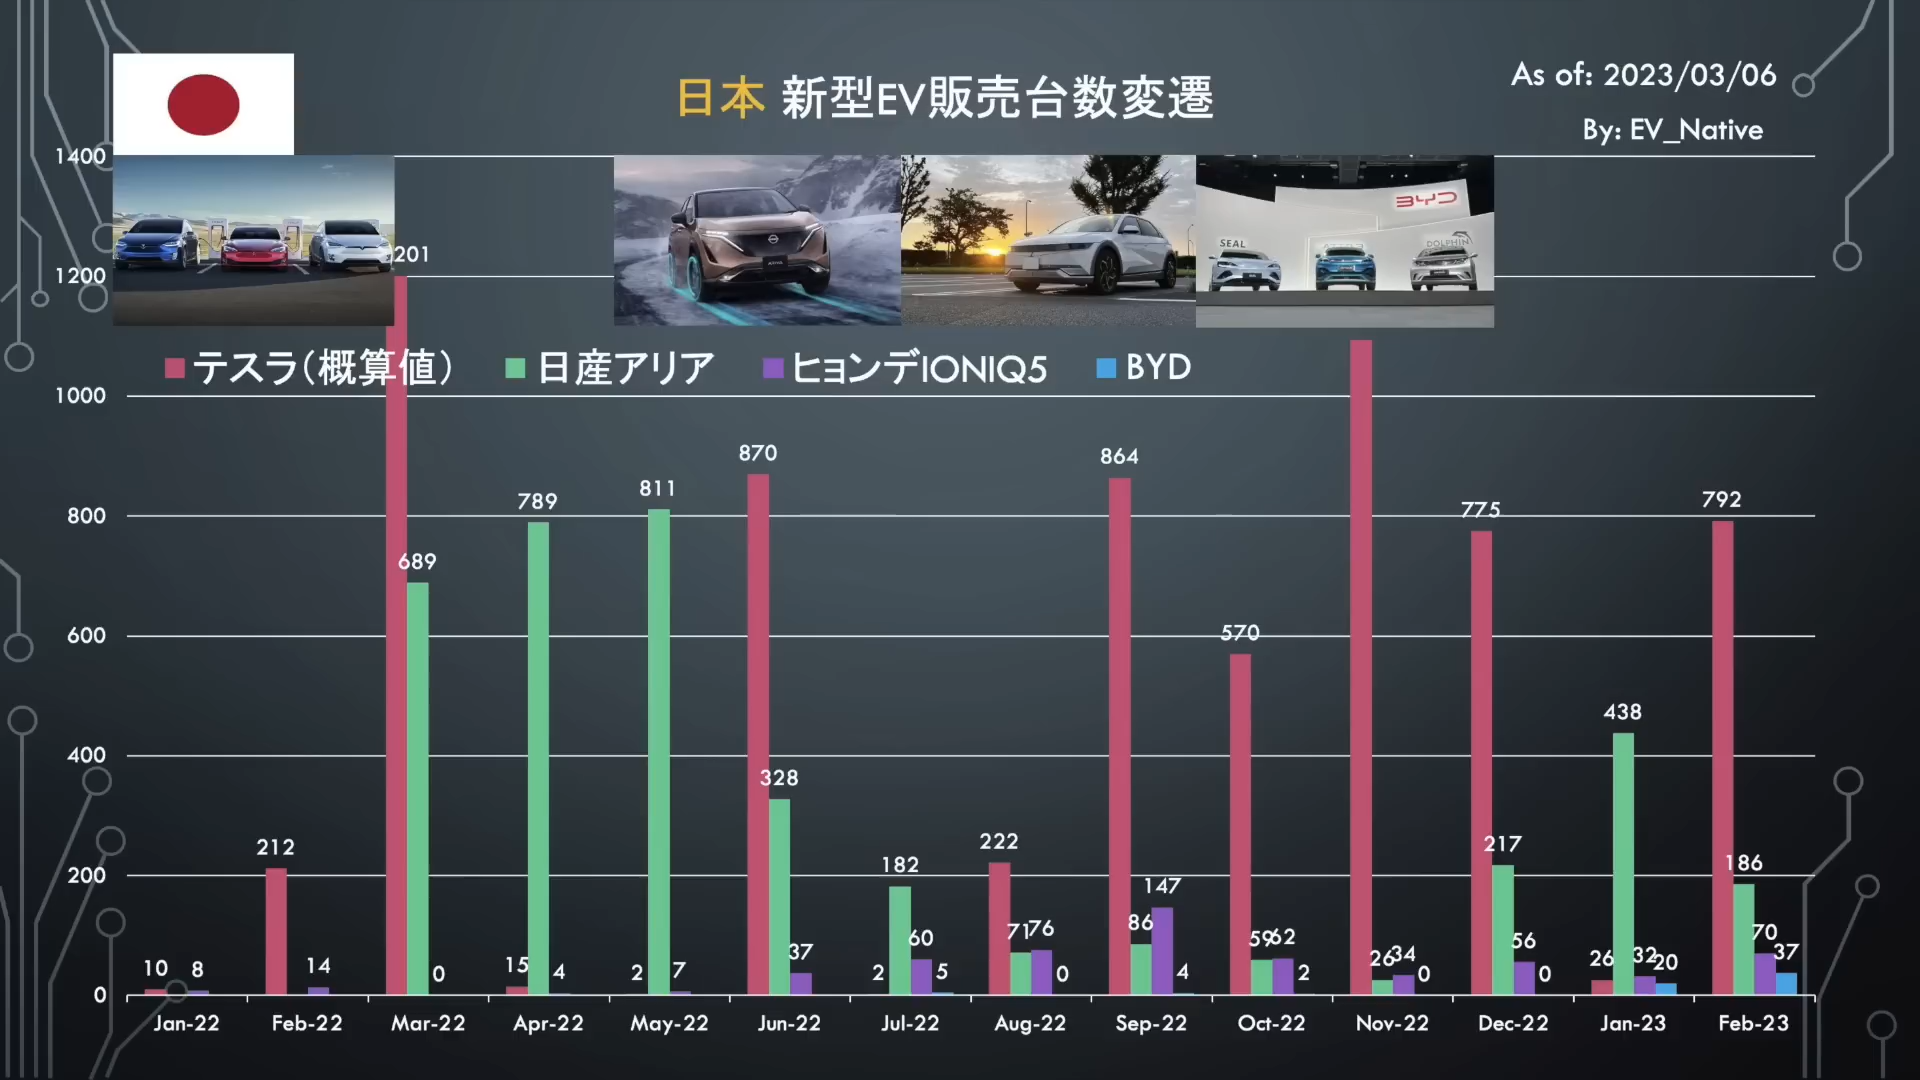 日本 新型EV販売台数変遷
As of: 2023/03/06
By: EV_Native
SEAL
BYD
DOLPHIN
テスラ(概算値) 日産アリア ヒョンデIONIQ5 BYD
1400
1200
1000
800
600
400
200
0
10 8
212 14
201 689 0
15 789 4
2 811 7
870 328 37
2 182 60 5
222 71 76 0
864 86 147 4
570 59 62 2
26 34 0
775 217 56 0
26 438 32 20
792 186 70 37
Jan-22 Feb-22 Mar-22 Apr-22 May-22 Jun-22 Jul-22 Aug-22 Sep-22 Oct-22 Nov-22 Dec-22 Jan-23 Feb-23